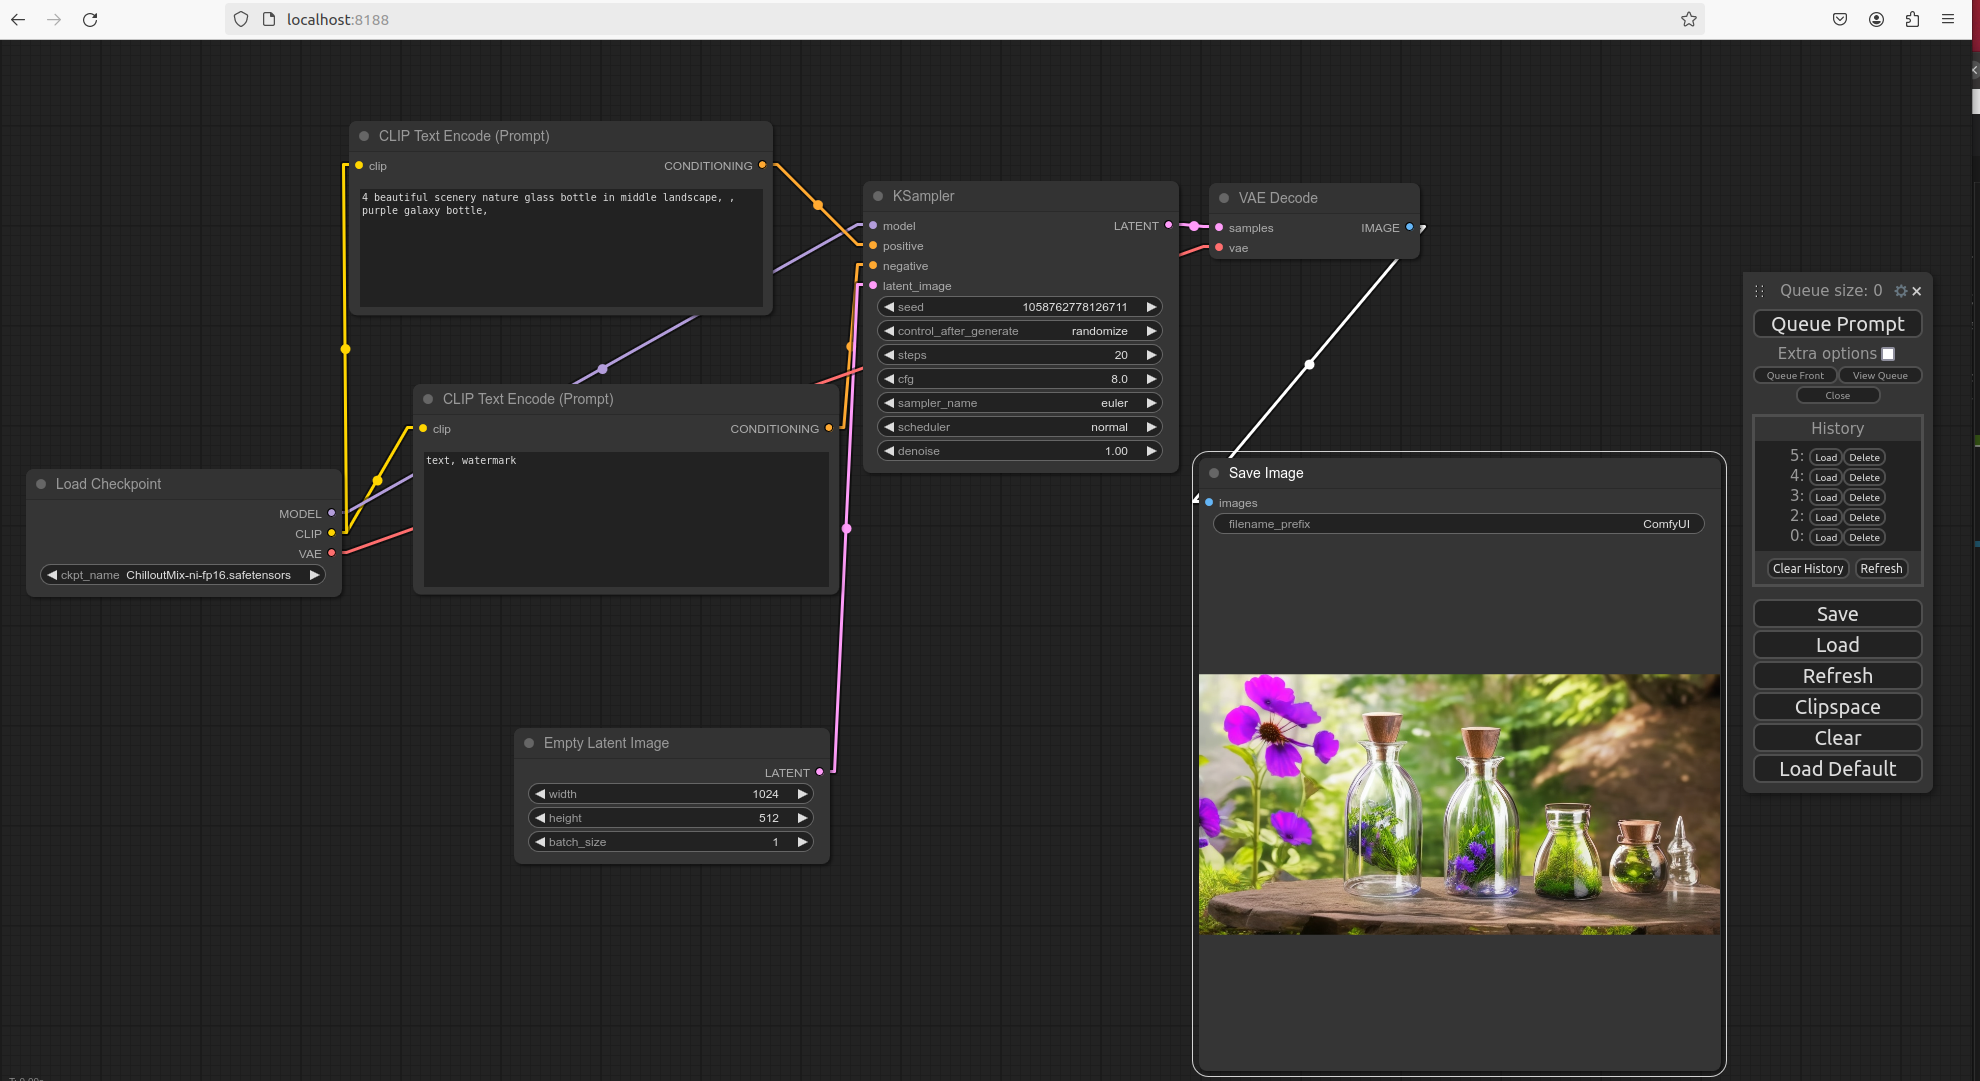 localhost:8188
CLIP Text Encode (Prompt)
clip CONDITIONING
4 beautiful scenery nature glass bottle in middle landscape, ,
purple galaxy bottle,
KSampler
model LATENT
positive
negative
latent_image
seed 1058762778126711
control_after_generate randomize
steps 20
cfg 8.0
sampler_name euler
scheduler normal
denoise 1.00
VAE Decode
samples IMAGE
vae
CLIP Text Encode (Prompt)
clip CONDITIONING
text, watermark
Load Checkpoint
MODEL
CLIP
VAE
ckpt_name ChilloutMix-ni-fp16.safetensors
Empty Latent Image
LATENT
width 1024
height 512
batch_size 1
Save Image
images
filename_prefix ComfyUI
Queue size: 0
Queue Prompt
Extra options
Queue Front View Queue
Close
History
5: Load Delete
4: Load Delete
3: Load Delete
2: Load Delete
0: Load Delete
Clear History Refresh
Save
Load
Refresh
Clipspace
Clear
Load Default